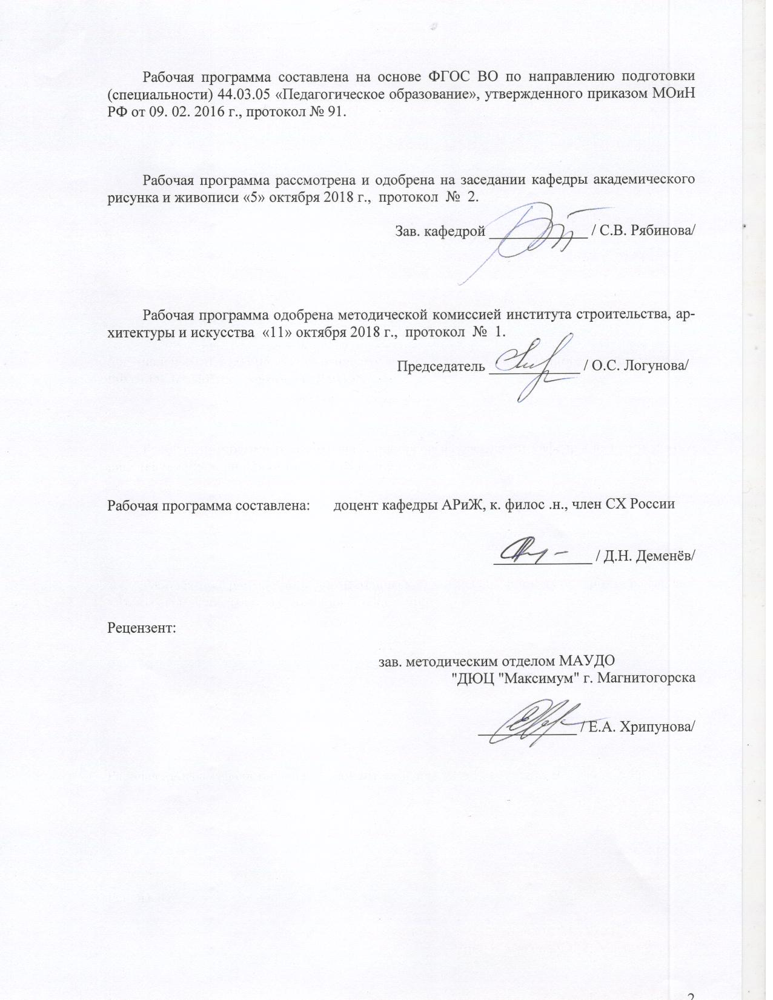 Рабочая программа составлена на основе ФГОС ВО по направлению подготовки
(специальности) 44.03.05 «Педагогическое образование», утвержденного приказом МОиН
РФ от 09. 02. 2016 г., протокол № 91.
Рабочая программа рассмотрена и одобрена на заседании кафедры академического
рисунка и живописи «5» октября 2018 г., протокол № 2.
Зав. кафедрой _____________ / С.В. Рябинова/
Рабочая программа одобрена методической комиссией института строительства, ар-
хитектуры и искусства «11» октября 2018 г., протокол № 1.
Председатель ____________ / О.С. Логунова/
Рабочая программа составлена: доцент кафедры АРиЖ, к. филос .н., член СХ России
_____________ / Д.Н. Деменёв/
Рецензент:
зав. методическим отделом МАУДО
"ДЮЦ "Максимум" г. Магнитогорска
_____________ / Е.А. Хрипунова/
2